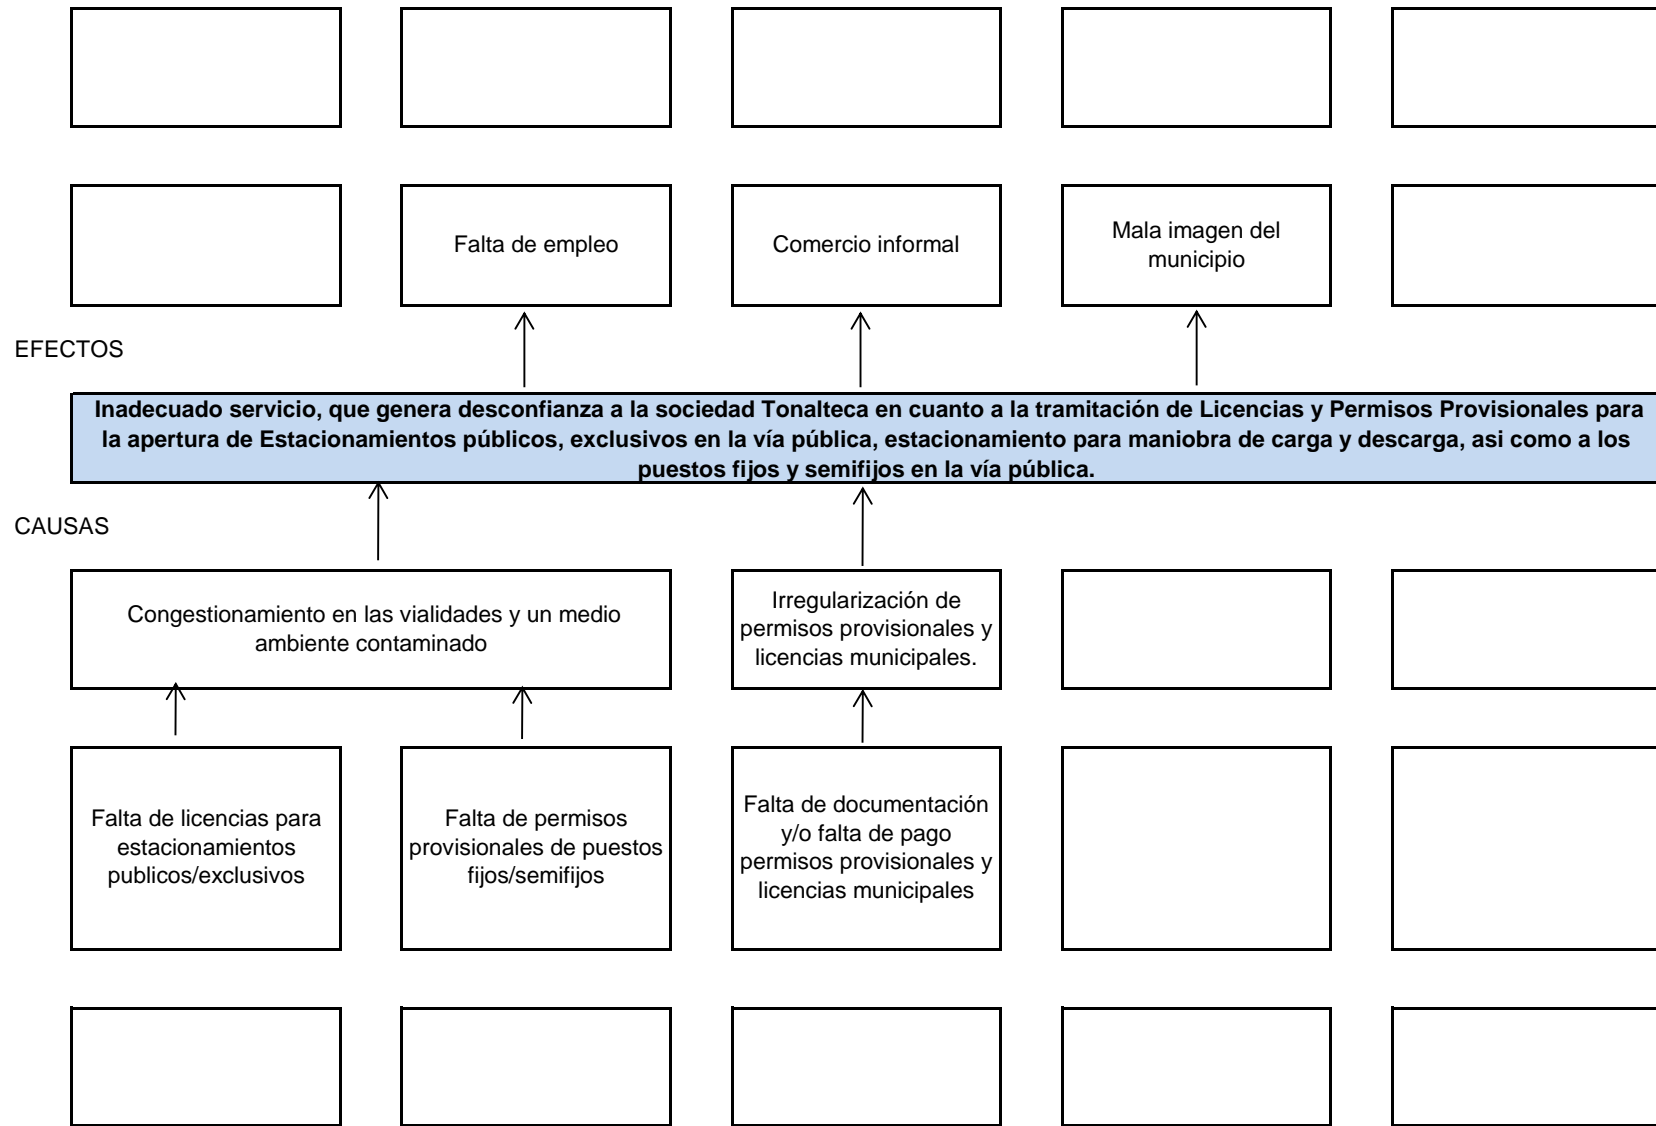 Falta de empleo
Comercio informal
Mala imagen del
municipio
EFECTOS
Inadecuado servicio, que genera desconfianza a la sociedad Tonalteca en cuanto a la tramitación de Licencias y Permisos Provisionales para
la apertura de Estacionamientos públicos, exclusivos en la vía pública, estacionamiento para maniobra de carga y descarga, asi como a los
puestos fijos y semifijos en la vía pública.
CAUSAS
Congestionamiento en las vialidades y un medio
ambiente contaminado
Irregularización de
permisos provisionales y
licencias municipales.
Falta de licencias para
estacionamientos
publicos/exclusivos
Falta de permisos
provisionales de puestos
fijos/semifijos
Falta de documentación
y/o falta de pago
permisos provisionales y
licencias municipales